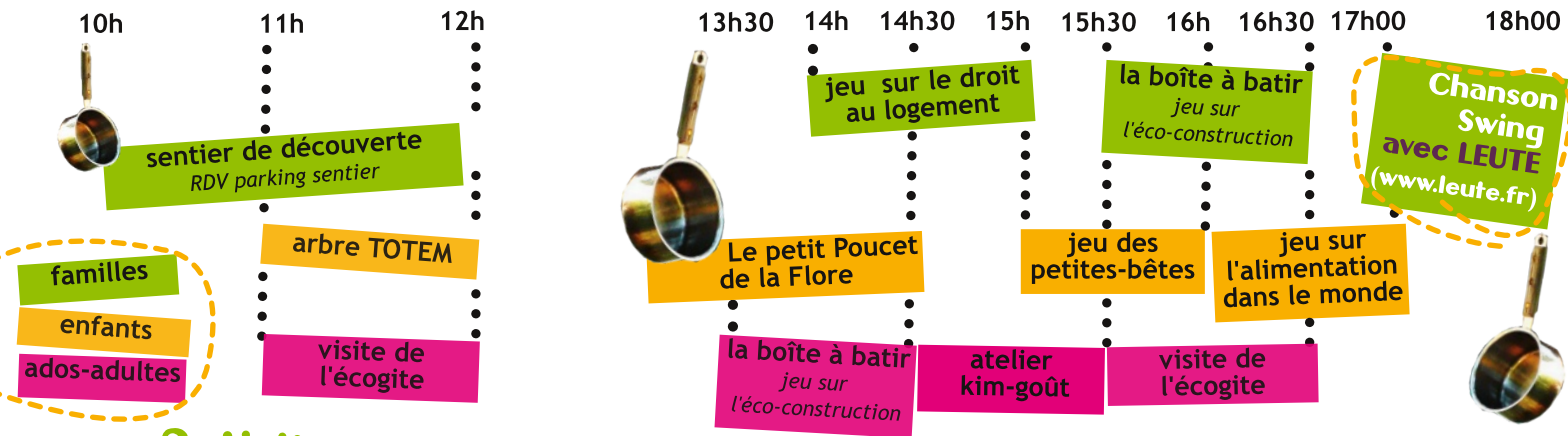 10h 11h 12h 13h30 14h 14h30 15h 15h30 16h 16h30 17h00 18h00
sentier de découverte
RDV parking sentier
arbre TOTEM
familles
enfants
ados-adultes
visite de
l'écogite
jeu sur le droit
au logement
la boîte à batir
jeu sur
l'éco-construction
Chanson
Swing
avec LEUTE
(www.leute.fr)
Le petit Poucet
de la Flore
jeu des
petites-bêtes
jeu sur
l'alimentation
dans le monde
la boîte à batir
jeu sur
l'éco-construction
atelier
kim-goût
visite de
l'écogite